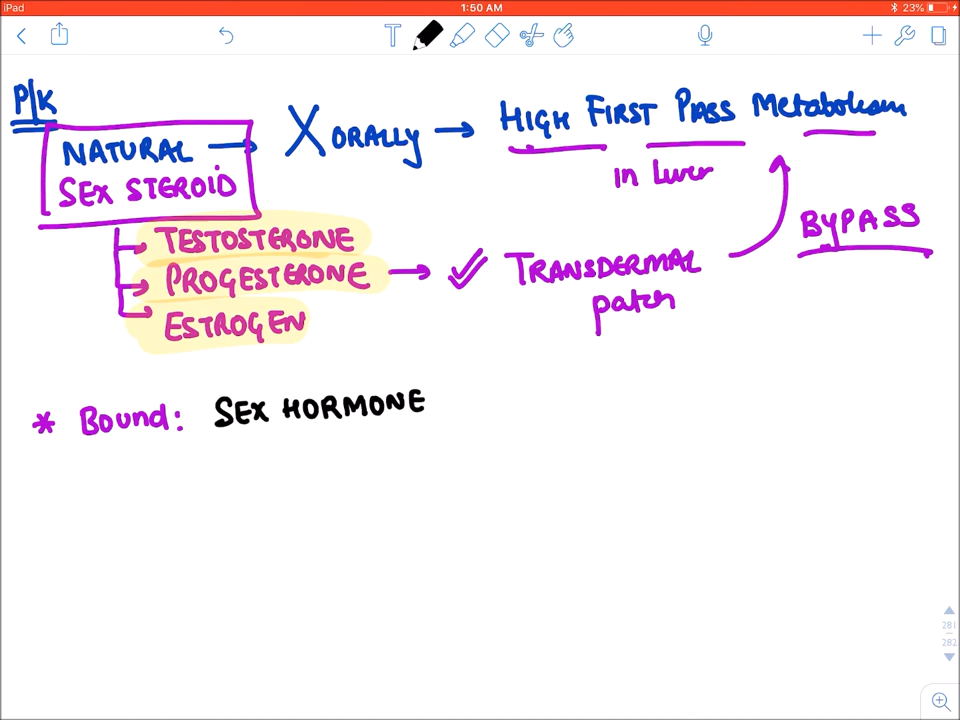 iPad
1:50 AM
23%
T
P/K
NATURAL → X ORALLY → HIGH FIRST PASS Metabolism
SEX STEROID
in Liver
BYPASS
TESTOSTERONE
PROGESTERONE → TRANSDERMAL
patch
ESTROGEN
* Bound: SEX HORMONE
281
282